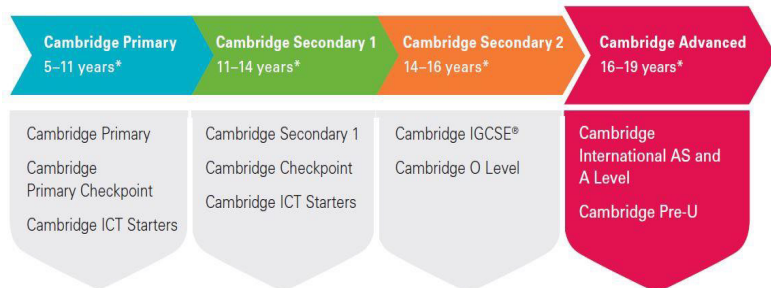 Cambridge Primary
5–11 years*
Cambridge Secondary 1
11–14 years*
Cambridge Secondary 2
14–16 years*
Cambridge Advanced
16–19 years*
Cambridge Primary
Cambridge
Primary Checkpoint
Cambridge ICT Starters
Cambridge Secondary 1
Cambridge Checkpoint
Cambridge ICT Starters
Cambridge IGCSE®
Cambridge O Level
Cambridge
International AS and
A Level
Cambridge Pre-U